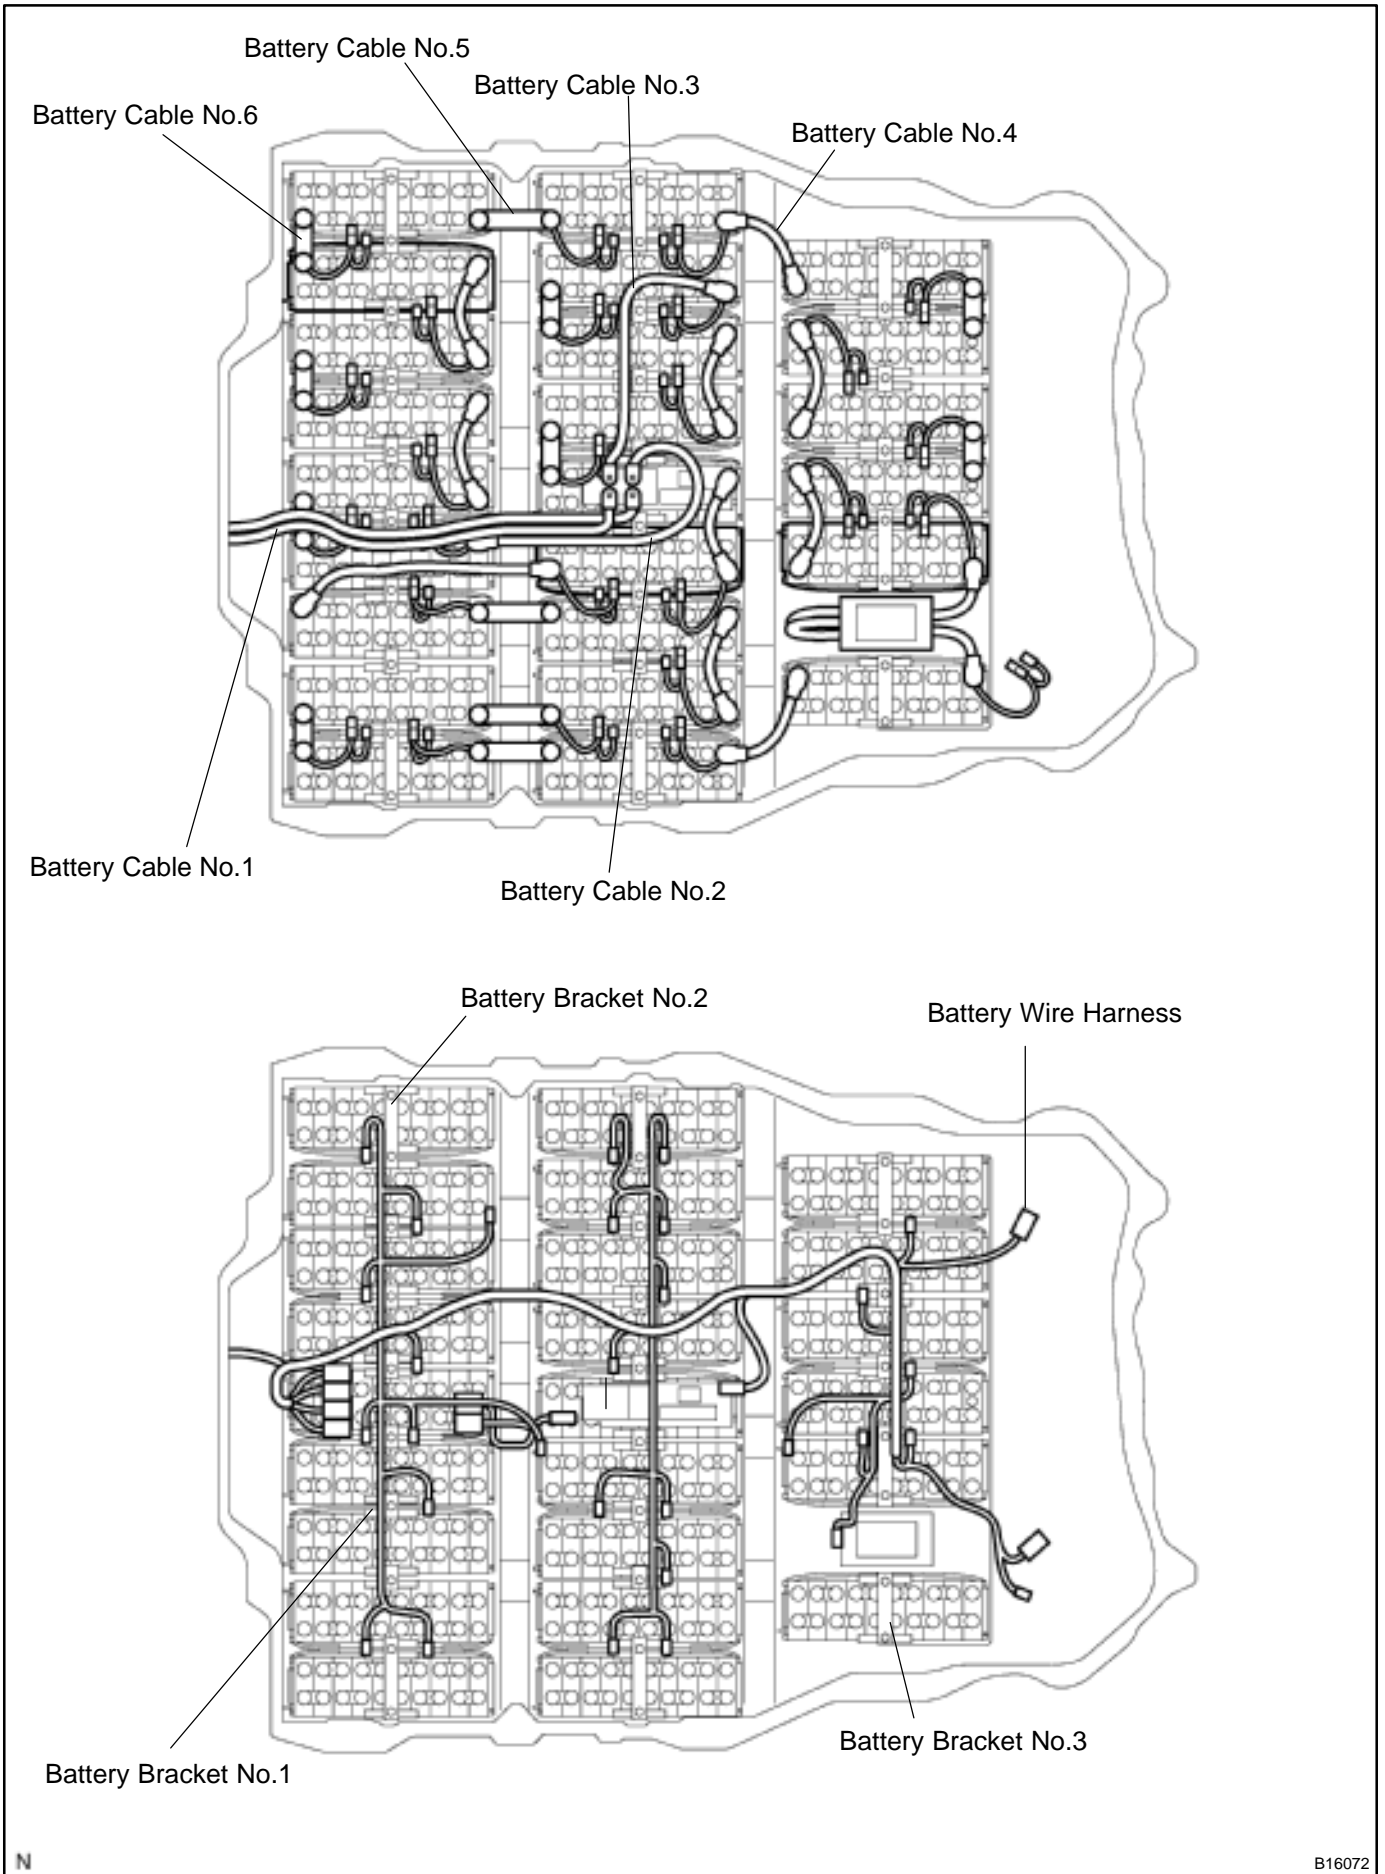 Battery Cable No.5
Battery Cable No.3
Battery Cable No.6
Battery Cable No.4
Battery Cable No.1
Battery Cable No.2
Battery Bracket No.2
Battery Wire Harness
Battery Bracket No.3
Battery Bracket No.1
N
B16072